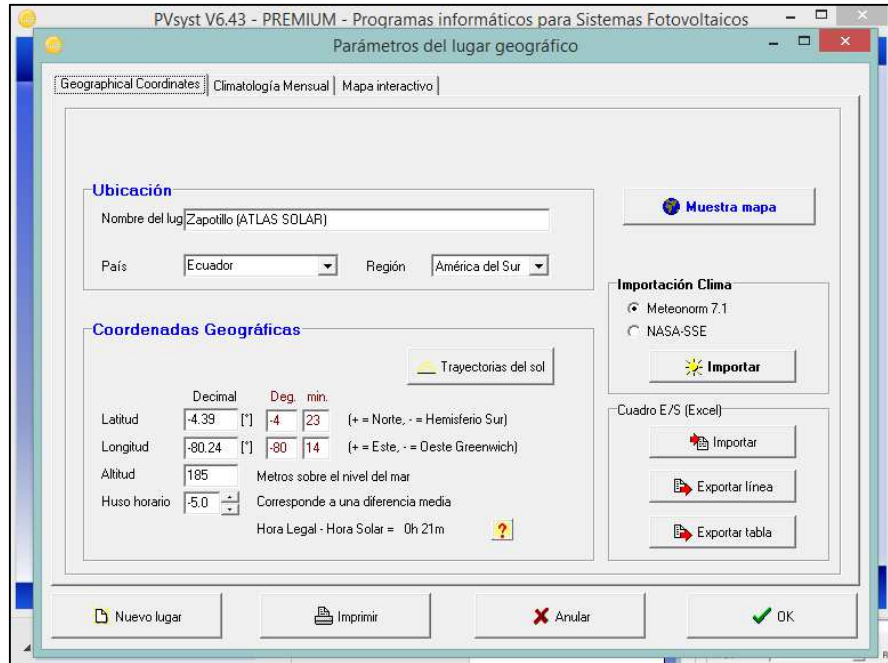 PVsyst V6.43 - PREMIUM - Programas informáticos para Sistemas Fotovoltaicos
Parámetros del lugar geográfico
Geographical Coordinates Climatología Mensual Mapa interactivo
Ubicación
Nombre del lug Zapotillo (ATLAS SOLAR)
Muestra mapa
País Ecuador Región América del Sur
Importación Clima
Meteonorm 7.1
NASA-SSE
Importar
Coordenadas Geográficas
Trayectorias del sol
Decimal Deg. min.
Latitud -4.39 [°] -4 23 (+ = Norte, - = Hemisferio Sur)
Longitud -80.24 [°] -80 14 (+ = Este, - = Oeste Greenwich)
Altitud 185 Metros sobre el nivel del mar
Huso horario -5.0 Corresponde a una diferencia media
Hora Legal - Hora Solar = 0h 21m ?
Cuadro E/S (Excel)
Importar
Exportar línea
Exportar tabla
Nuevo lugar Imprimir Anular OK